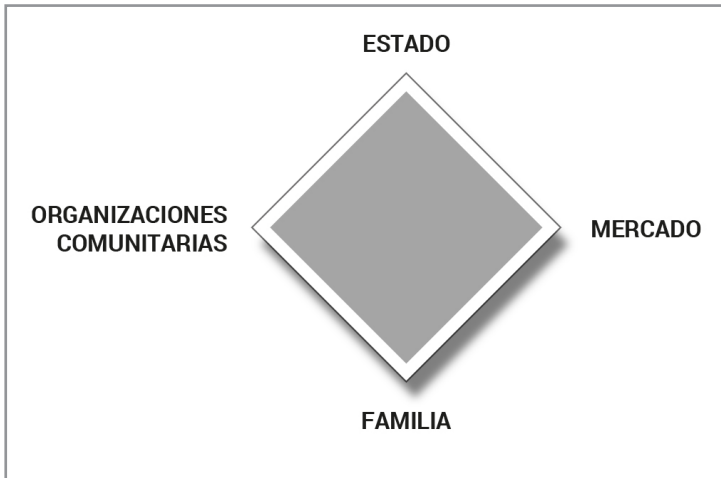 ESTADO
ORGANIZACIONES
COMUNITARIAS
MERCADO
FAMILIA